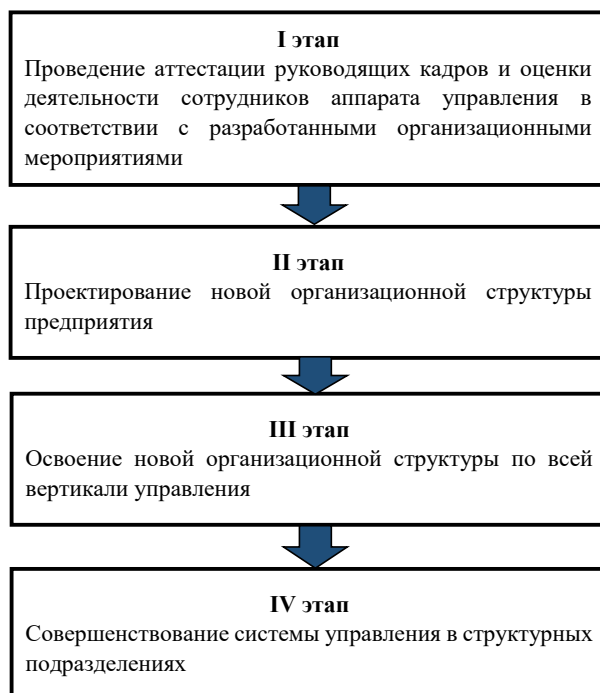 I этап
Проведение аттестации руководящих кадров и оценки
деятельности сотрудников аппарата управления в
соответствии с разработанными организационными
мероприятиями
II этап
Проектирование новой организационной структуры
предприятия
III этап
Освоение новой организационной структуры по всей
вертикали управления
IV этап
Совершенствование системы управления в структурных
подразделениях